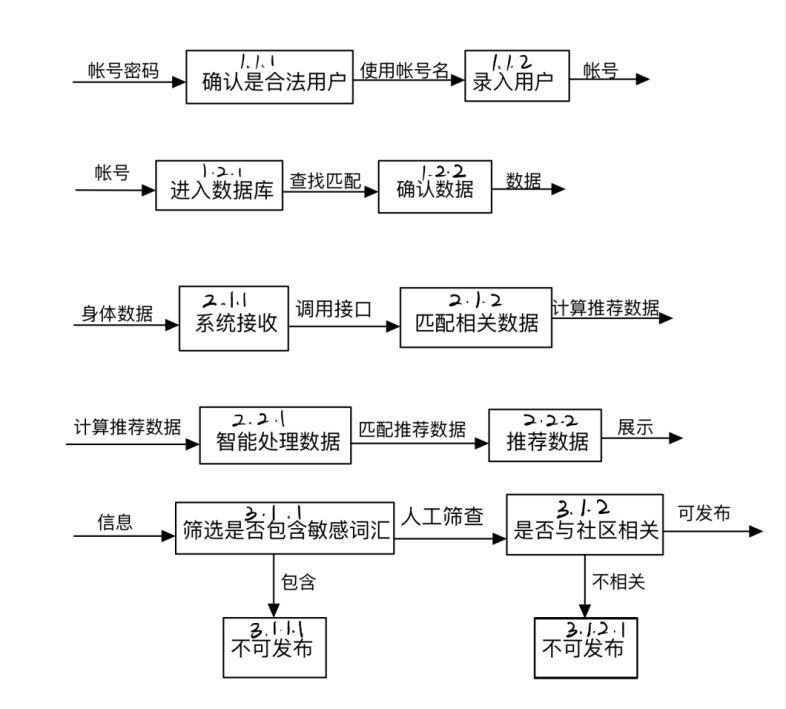 帐号密码
1.1.1
确认是合法用户
使用帐号名
1.1.2
录入用户
帐号
帐号
1.2.1
进入数据库
查找匹配
1.2.2
确认数据
数据
身体数据
2.1.1
系统接收
调用接口
2.1.2
匹配相关数据
计算推荐数据
计算推荐数据
2.2.1
智能处理数据
匹配推荐数据
2.2.2
推荐数据
展示
信息
3.1.1
筛选是否包含敏感词汇
人工筛查
3.1.2
是否与社区相关
可发布
包含
不相关
3.1.1.1
不可发布
3.1.2.1
不可发布